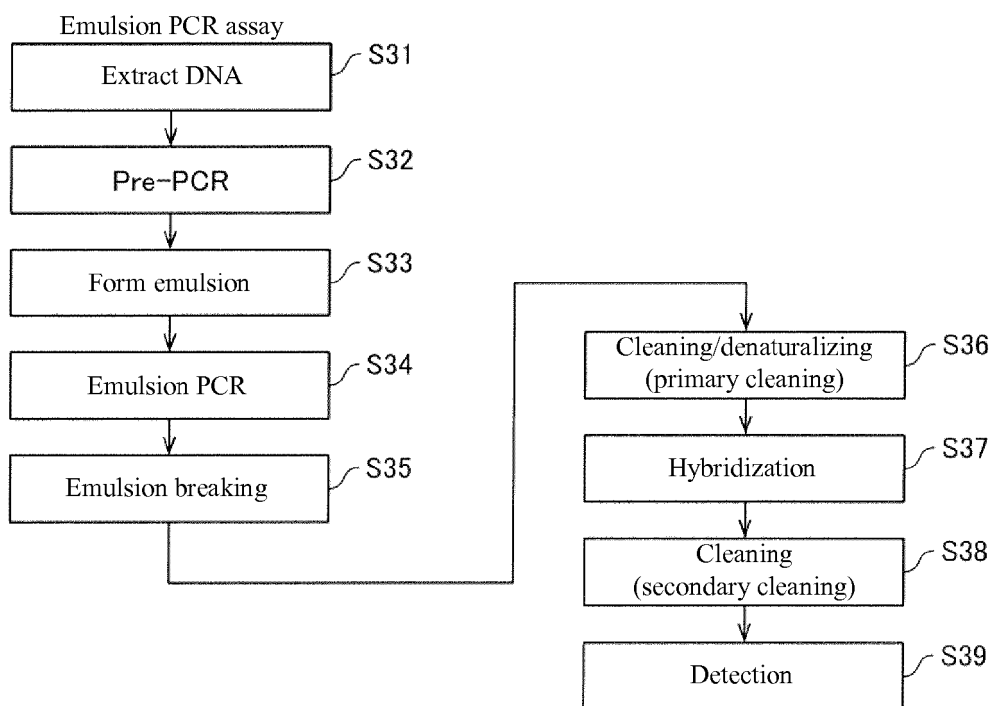 Emulsion PCR assay
Extract DNA
S31
Pre-PCR
S32
Form emulsion
S33
Emulsion PCR
S34
Emulsion breaking
S35
Cleaning/denaturalizing
(primary cleaning)
S36
Hybridization
S37
Cleaning
(secondary cleaning)
S38
Detection
S39